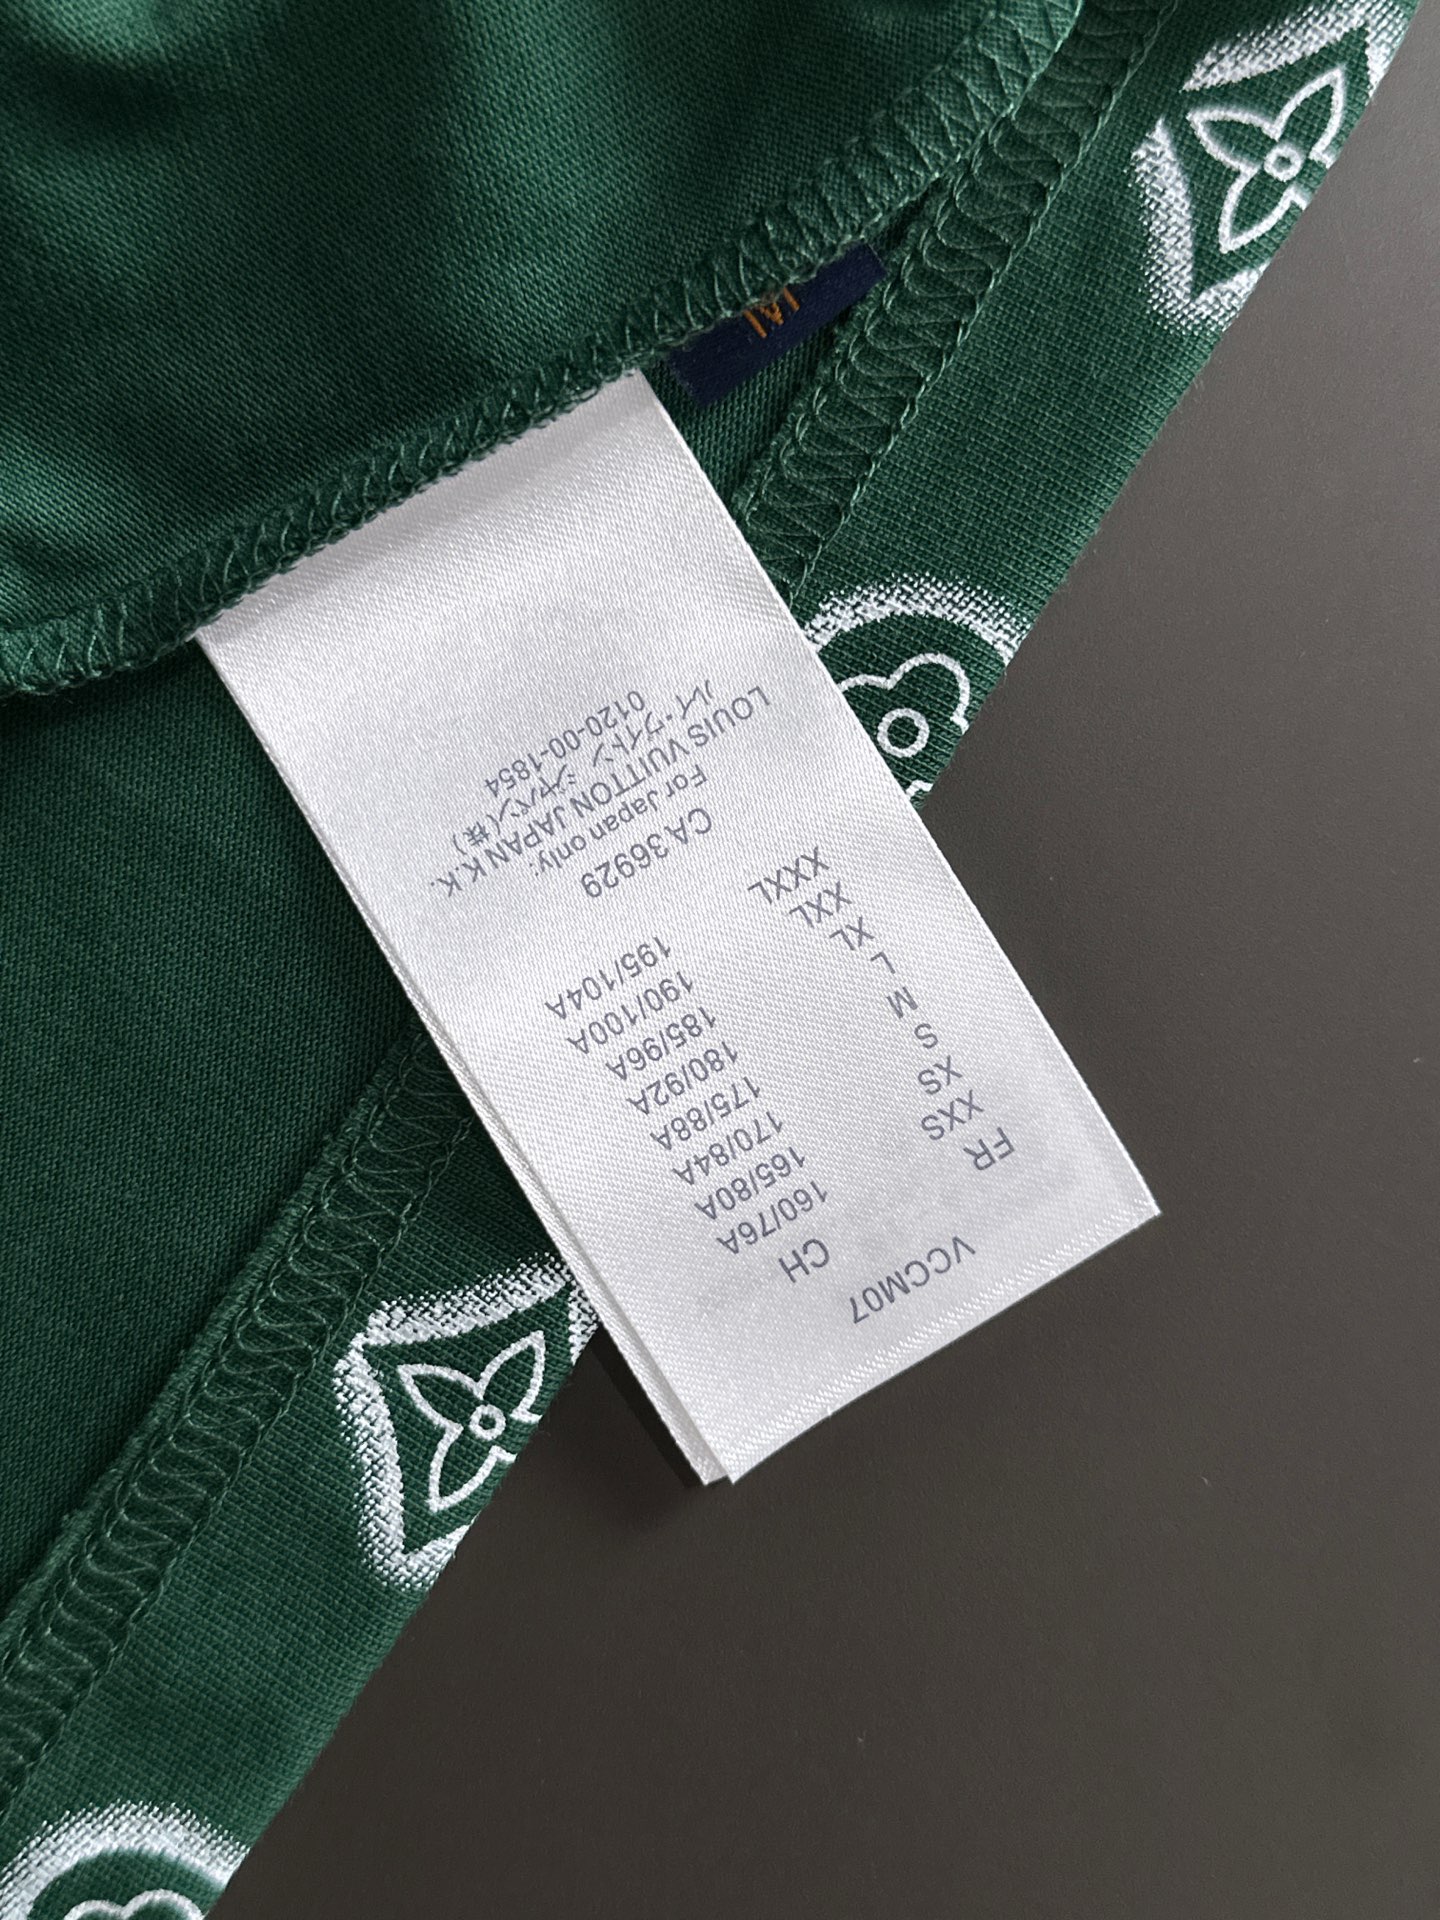 VCCM07
FR CH
XXS 160/76A
XS 165/80A
S 170/84A
M 175/88A
L 180/92A
XL 185/96A
XXL 190/100A
XXXL 195/104A
CA 36929
For Japan only:
LOUIS VUITTON JAPAN K.K.
ルイ・ヴィトン ジャパン(株)
0120-00-1854
M